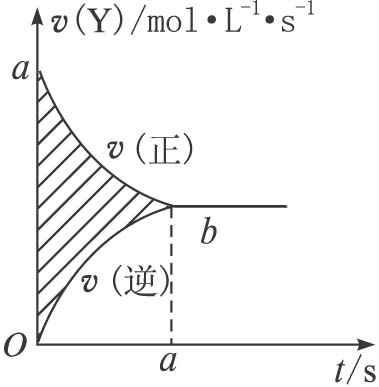 v(Y)/mol•L⁻¹•s⁻¹
a
v(正)
b
v(逆)
O
a
t/s